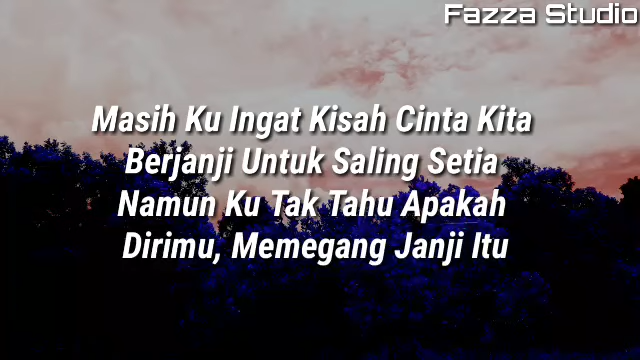 Fazza Studio
Masih Ku Ingat Kisah Cinta Kita
Berjanji Untuk Saling Setia
Namun Ku Tak Tahu Apakah
Dirimu, Memegang Janji Itu